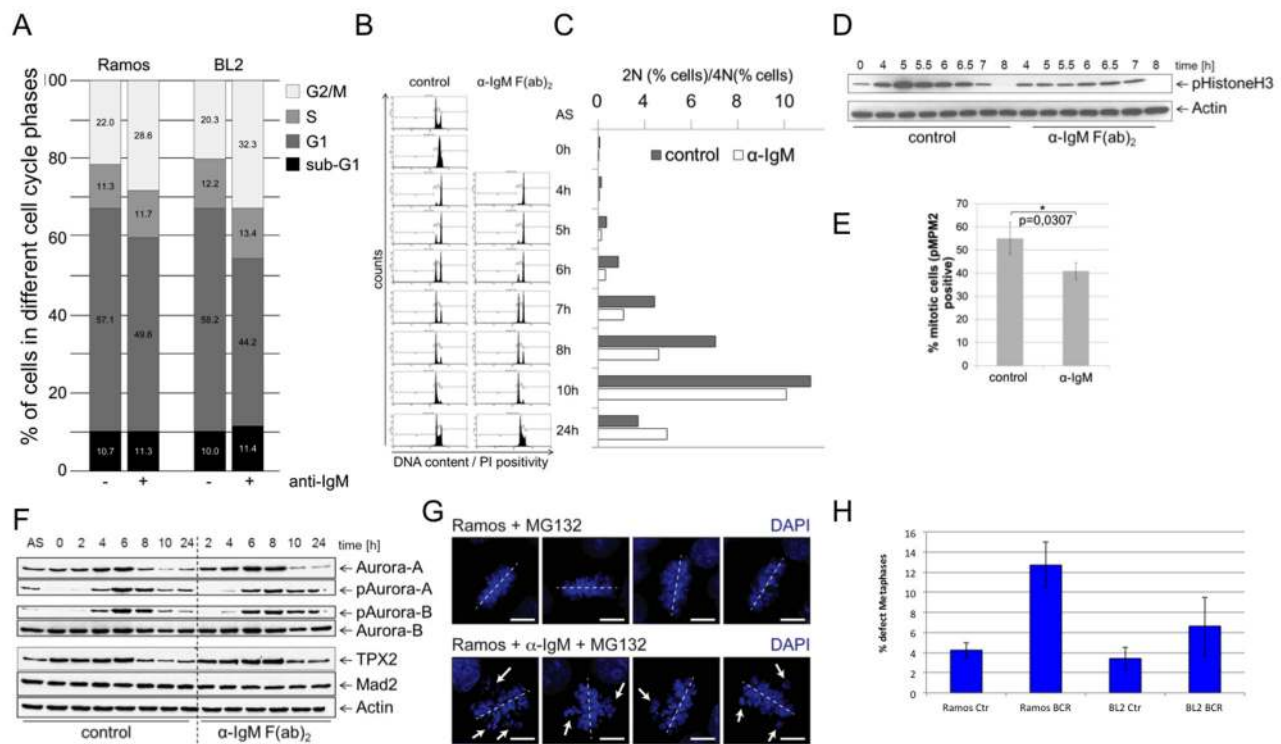 A
Ramos
BL2
% of cells in different cell cycle phases
100
80
60
40
20
0
22.0
28.6
20.3
32.3
11.3
11.7
12.2
13.4
57.1
49.6
58.2
44.2
10.7
11.3
10.0
11.4
G2/M
S
G1
sub-G1
- + - + anti-IgM
B
control
α-IgM F(ab)₂
counts
DNA content / PI positivity
AS
0h
4h
5h
6h
7h
8h
10h
24h
C
2N (% cells)/4N(% cells)
0 2 4 6 8 10
control α-IgM
D
0 4 5 5.5 6 6.5 7 8 4 5 5.5 6 6.5 7 8 time [h]
pHistoneH3
Actin
control
α-IgM F(ab)₂
E
% mitotic cells (pMPM2 positive)
70
60
50
40
30
20
10
0
*
p=0,0307
control α-IgM
F
AS 0 2 4 6 8 10 24 2 4 6 8 10 24 time [h]
Aurora-A
pAurora-A
pAurora-B
Aurora-B
TPX2
Mad2
Actin
control
α-IgM F(ab)₂
G
Ramos + MG132 DAPI
Ramos + α-IgM + MG132 DAPI
H
% defect Metaphases
16
14
12
10
8
6
4
2
0
Ramos Ctr Ramos BCR BL2 Ctr BL2 BCR